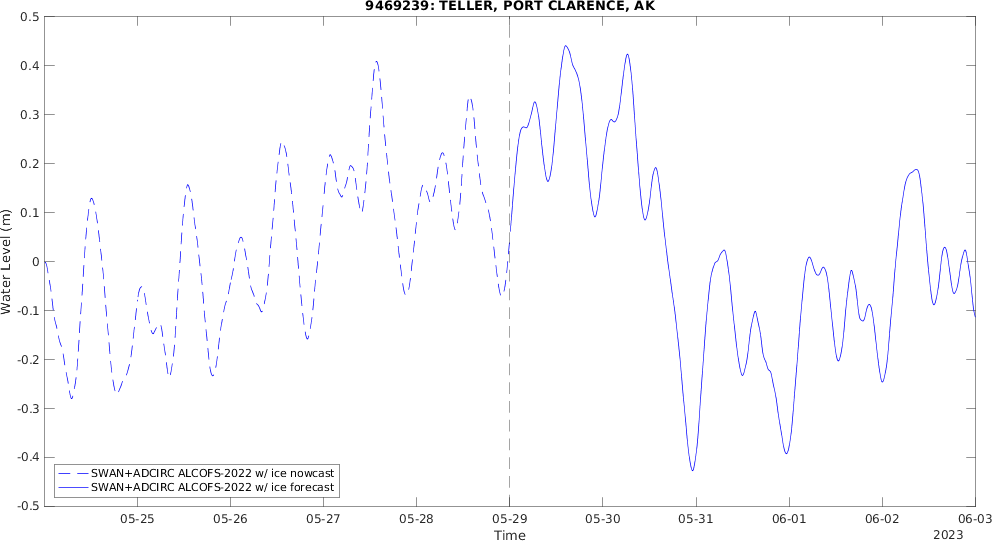 9469239: TELLER, PORT CLARENCE, AK
0.5
0.4
0.3
0.2
0.1
0
-0.1
-0.2
-0.3
-0.4
-0.5
Water Level (m)
SWAN+ADCIRC ALCOFS-2022 w/ ice nowcast
SWAN+ADCIRC ALCOFS-2022 w/ ice forecast
05-25 05-26 05-27 05-28 05-29 05-30 05-31 06-01 06-02 06-03
Time
2023